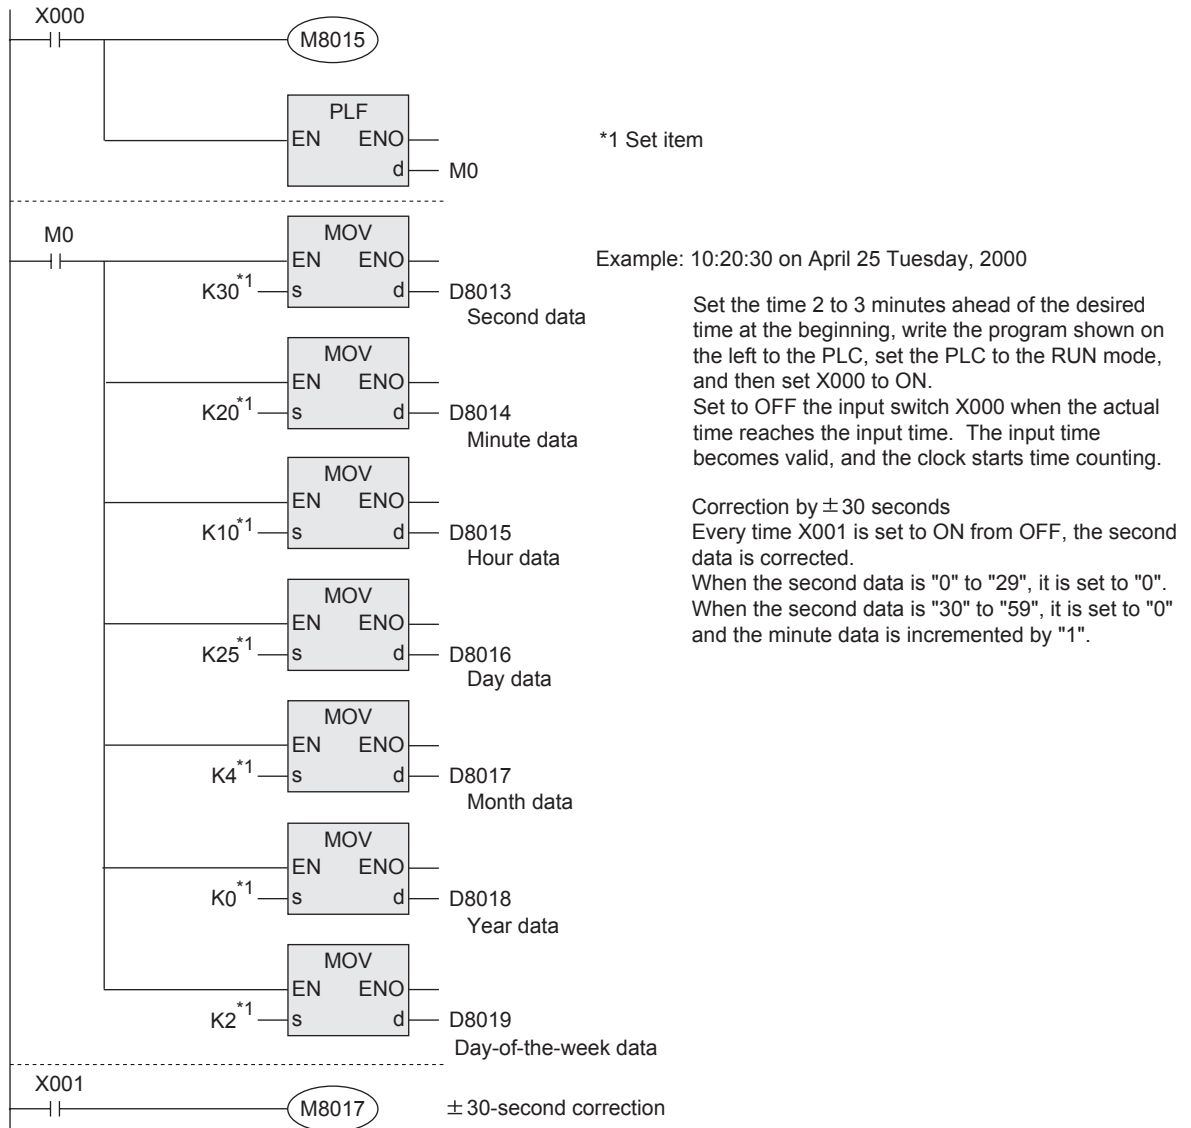 X000
M8015
PLF
EN ENO
d M0
*1 Set item
M0
MOV
EN ENO
K30*1 s d D8013
Second data
MOV
EN ENO
K20*1 s d D8014
Minute data
MOV
EN ENO
K10*1 s d D8015
Hour data
MOV
EN ENO
K25*1 s d D8016
Day data
MOV
EN ENO
K4*1 s d D8017
Month data
MOV
EN ENO
K0*1 s d D8018
Year data
MOV
EN ENO
K2*1 s d D8019
Day-of-the-week data
Example: 10:20:30 on April 25 Tuesday, 2000
Set the time 2 to 3 minutes ahead of the desired
time at the beginning, write the program shown on
the left to the PLC, set the PLC to the RUN mode,
and then set X000 to ON.
Set to OFF the input switch X000 when the actual
time reaches the input time. The input time
becomes valid, and the clock starts time counting.
Correction by ±30 seconds
Every time X001 is set to ON from OFF, the second
data is corrected.
When the second data is "0" to "29", it is set to "0".
When the second data is "30" to "59", it is set to "0"
and the minute data is incremented by "1".
X001
M8017 ±30-second correction